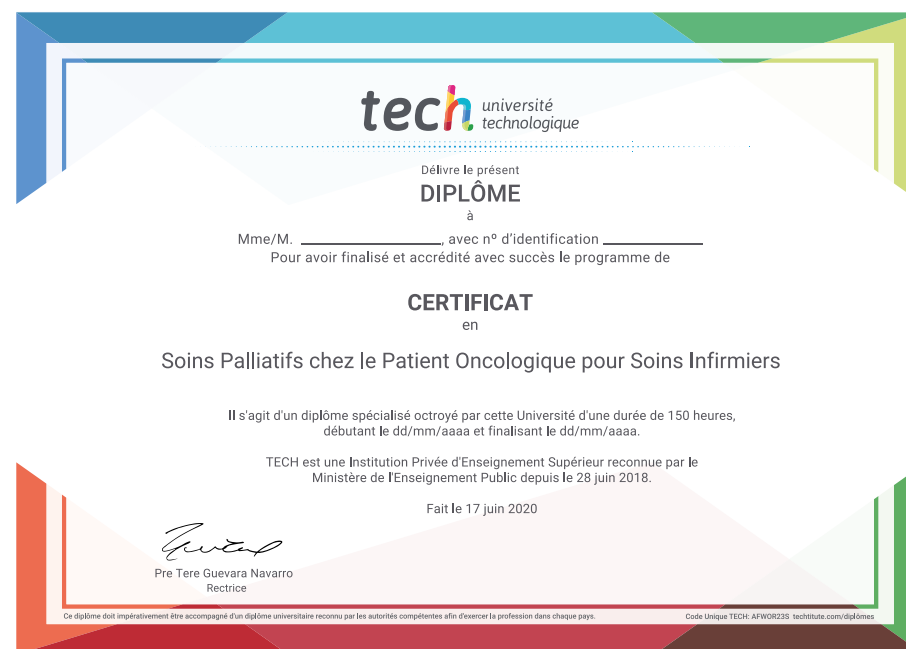 tech université
technologique
Délivre le présent
DIPLÔME
à
Mme/M. ____________________, avec nº d'identification ______________
Pour avoir finalisé et accrédité avec succès le programme de
CERTIFICAT
en
Soins Palliatifs chez le Patient Oncologique pour Soins Infirmiers
Il s'agit d'un diplôme spécialisé octroyé par cette Université d'une durée de 150 heures,
débutant le dd/mm/aaaa et finalisant le dd/mm/aaaa.
TECH est une Institution Privée d'Enseignement Supérieur reconnue par le
Ministère de l'Enseignement Public depuis le 28 juin 2018.
Fait le 17 juin 2020
Pre Tere Guevara Navarro
Rectrice
Ce diplôme doit impérativement être accompagné d'un diplôme universitaire reconnu par les autorités compétentes afin d'exercer la profession dans chaque pays.
Code Unique TECH: AFWOR23S techtitute.com/diplômes